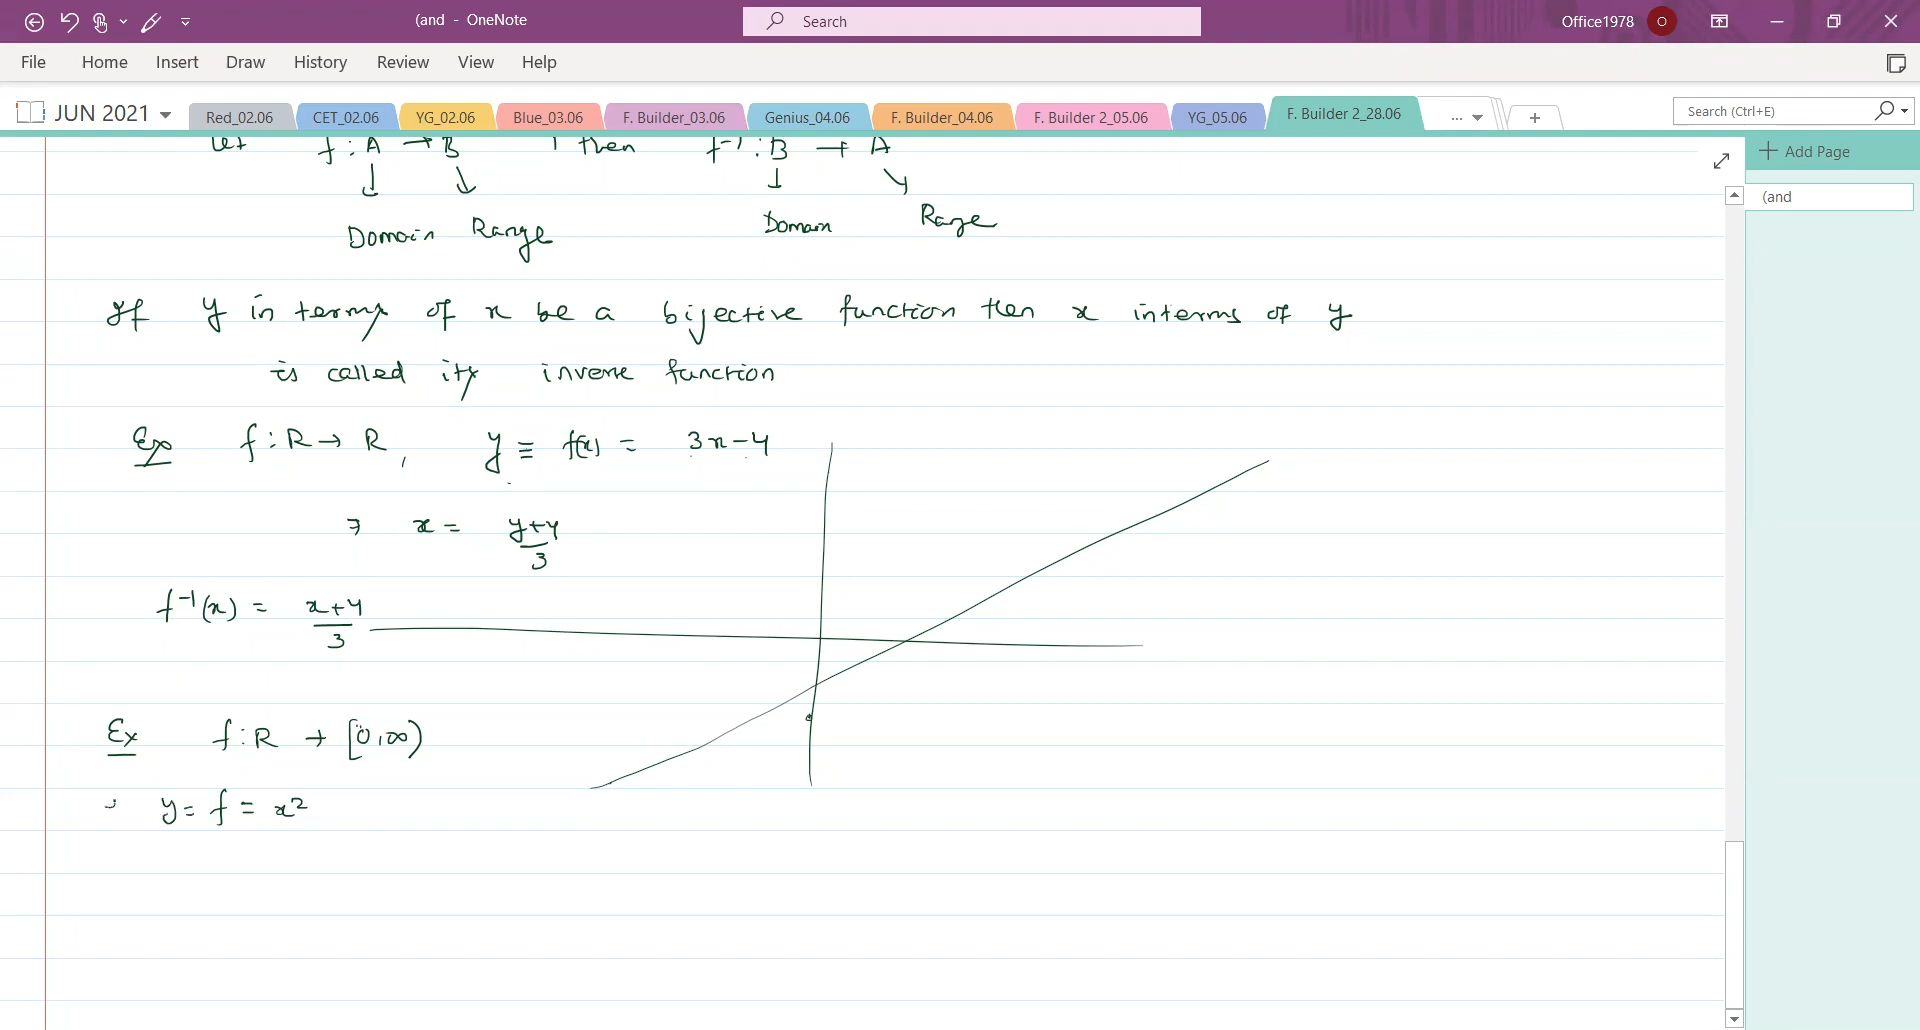 (and - OneNote
Search
Office1978
O
File Home Insert Draw History Review View Help
JUN 2021
Red_02.06 CET_02.06 YG_02.06 Blue_03.06 F. Builder_03.06 Genius_04.06 F. Builder_04.06 F. Builder 2_05.06 YG_05.06 F. Builder 2_28.06 ... +
Search (Ctrl+E)
Add Page
(and
let f : A → B , then f⁻¹ : B → A
Domain Range Domain Range
If y in terms of x be a bijective function then x interms of y
is called its inverse function
Ex f : R → R , y = f(x) = 3x-4
⇒ x = y+4/3
f⁻¹(x) = x+4/3
Ex f : R → [0,∞)
y = f = x²